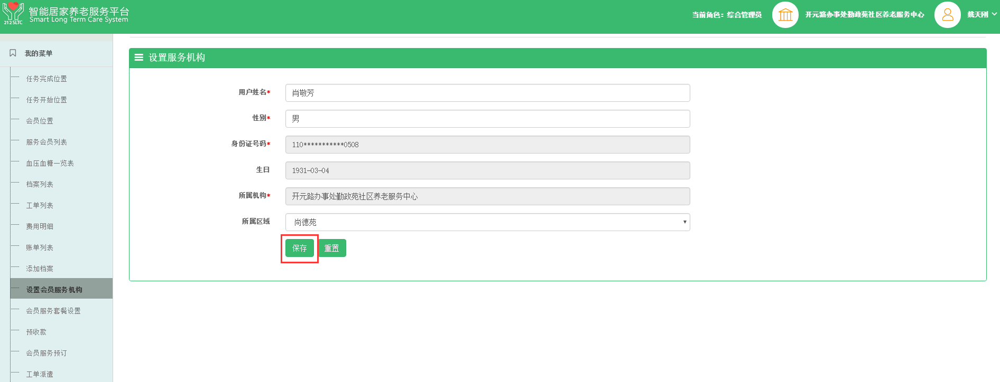 智能居家养老服务平台
Smart Long Term Care System
212SLTC
当前角色：综合管理员
开元路办事处勤政苑社区养老服务中心
姚天刚
我的菜单
任务完成位置
任务开始位置
会员位置
服务会员列表
血压血糖一览表
档案列表
工单列表
费用明细
账单列表
添加档案
设置会员服务机构
会员服务套餐设置
预收款
会员服务预订
工单派遣
设置服务机构
用户姓名* 肖敬芳
性别* 男
身份证号码* 110***********0508
生日 1931-03-04
所属机构* 开元路办事处勤政苑社区养老服务中心
所属区域 尚德苑
保存 重置